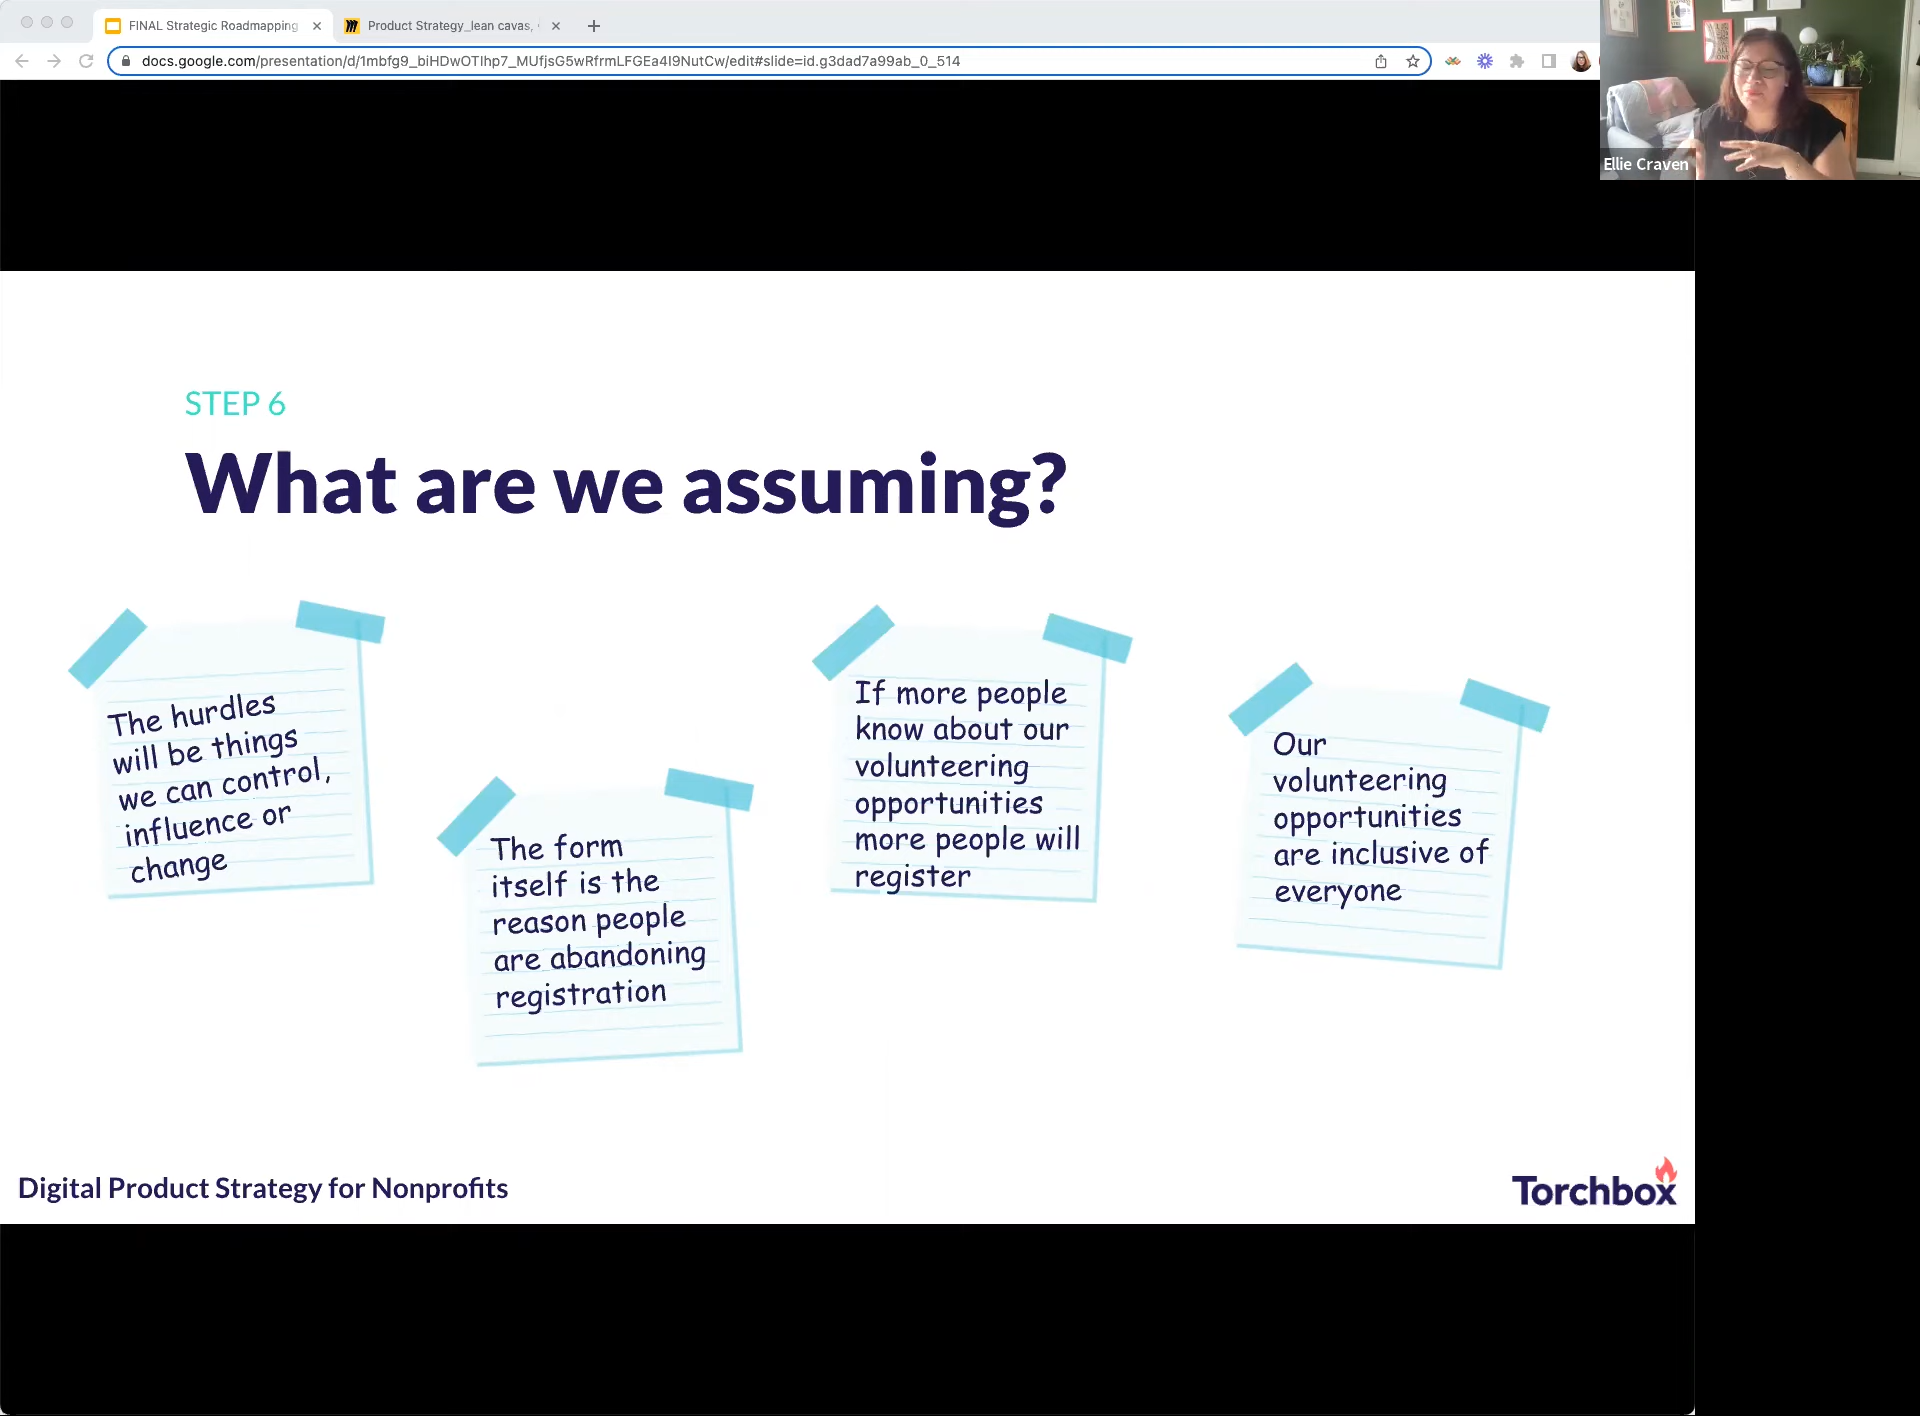 FINAL Strategic Roadmapping
Product Strategy_lean cavas,
docs.google.com/presentation/d/1mbfg9_biHDwOTIhp7_MUfjsG5wRfrmLFGEa4I9NutCw/edit#slide=id.g3dad7a99ab_0_514
Ellie Craven
STEP 6
What are we assuming?
The hurdles
will be things
we can control,
influence or
change
The form
itself is the
reason people
are abandoning
registration
If more people
know about our
volunteering
opportunities
more people will
register
Our
volunteering
opportunities
are inclusive of
everyone
Digital Product Strategy for Nonprofits
Torchbox